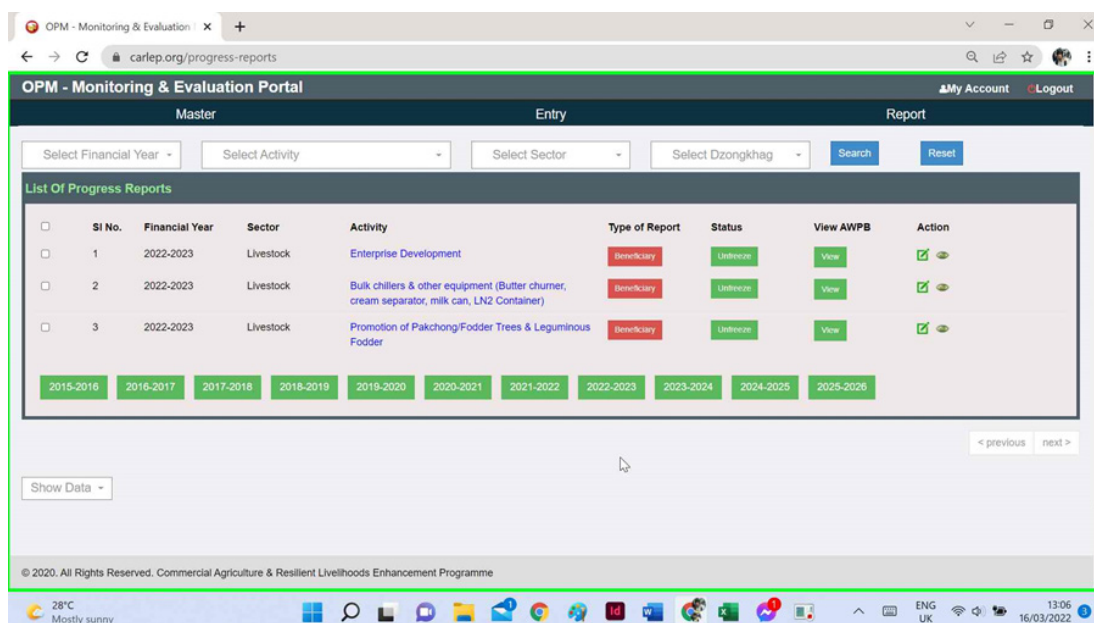 OPM - Monitoring & Evaluation
carlep.org/progress-reports
OPM - Monitoring & Evaluation Portal
My Account Logout
Master Entry Report
Select Financial Year Select Activity Select Sector Select Dzongkhag Search Reset
List Of Progress Reports
Sl No. Financial Year Sector Activity Type of Report Status View AWPB Action
1 2022-2023 Livestock Enterprise Development Beneficiary Unfreeze View
2 2022-2023 Livestock Bulk chillers & other equipment (Butter churner, Beneficiary Unfreeze View
cream separator, milk can, LN2 Container)
3 2022-2023 Livestock Promotion of Pakchong/Fodder Trees & Leguminous Beneficiary Unfreeze View
Fodder
2015-2016 2016-2017 2017-2018 2018-2019 2019-2020 2020-2021 2021-2022 2022-2023 2023-2024 2024-2025 2025-2026
< previous next >
Show Data
© 2020. All Rights Reserved. Commercial Agriculture & Resilient Livelihoods Enhancement Programme
28°C
Mostly sunny
Id
1
1
ENG
UK
13:06
16/03/2022
3